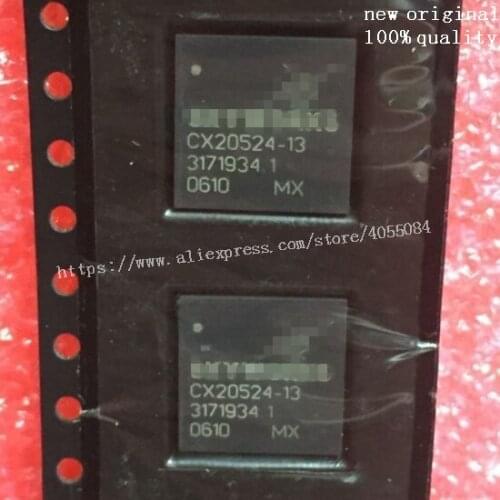 new original
100% quality
CX20524-13
3171934 1
0610 MX
https://www.aliexpress.com/store/4055084
CX20524-13
3171934 1
0610 MX